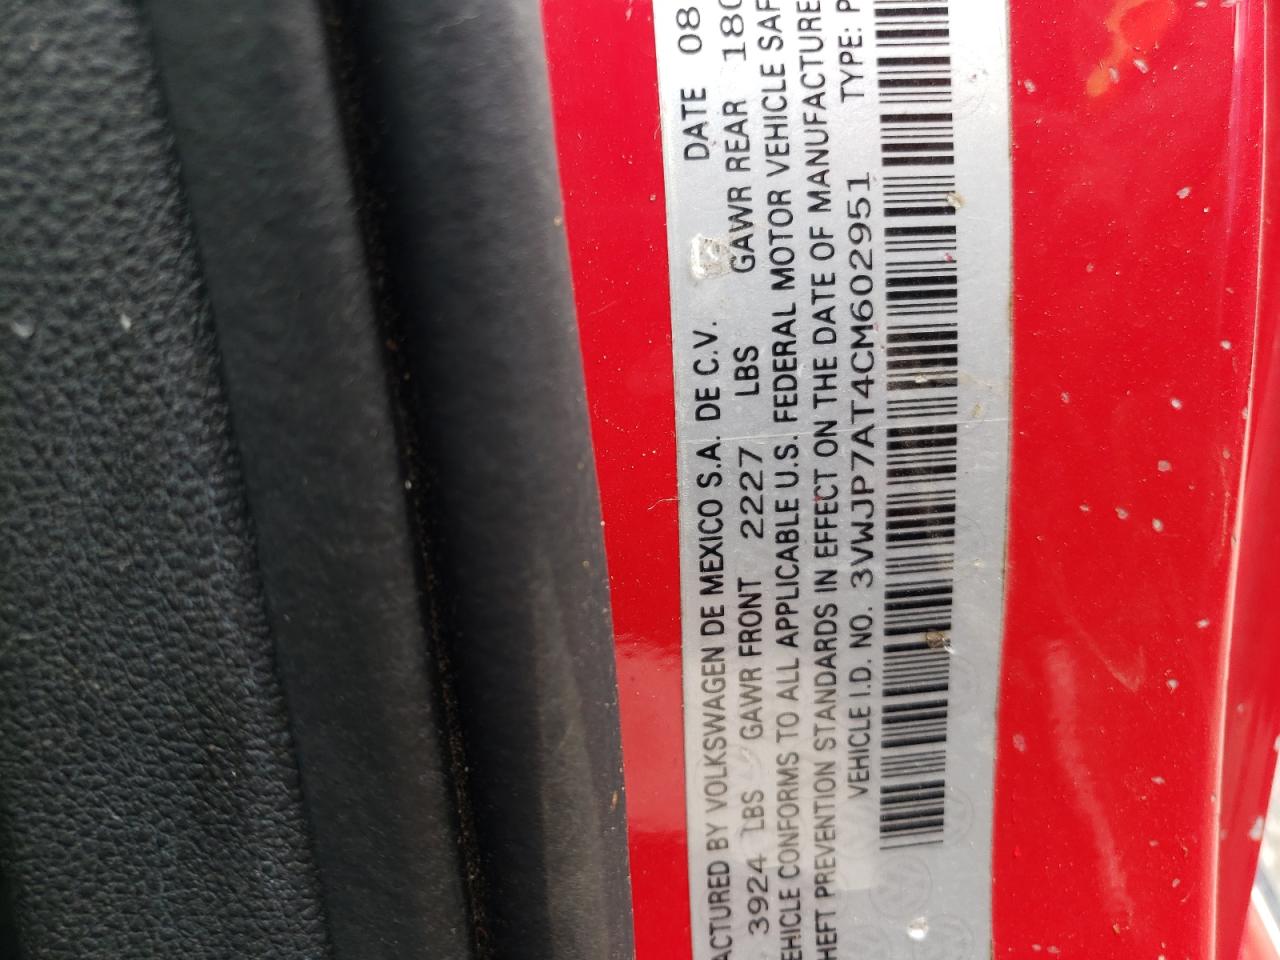 ACTURED BY VOLKSWAGEN DE MEXICO S.A. DE C.V. DATE 08
3924 LBS GAWR FRONT 2227 LBS GAWR REAR 180
EHICLE CONFORMS TO ALL APPLICABLE U.S. FEDERAL MOTOR VEHICLE SAF
HEFT PREVENTION STANDARDS IN EFFECT ON THE DATE OF MANUFACTURE
VEHICLE I.D. NO. 3VWJP7AT4CM602951 TYPE: P